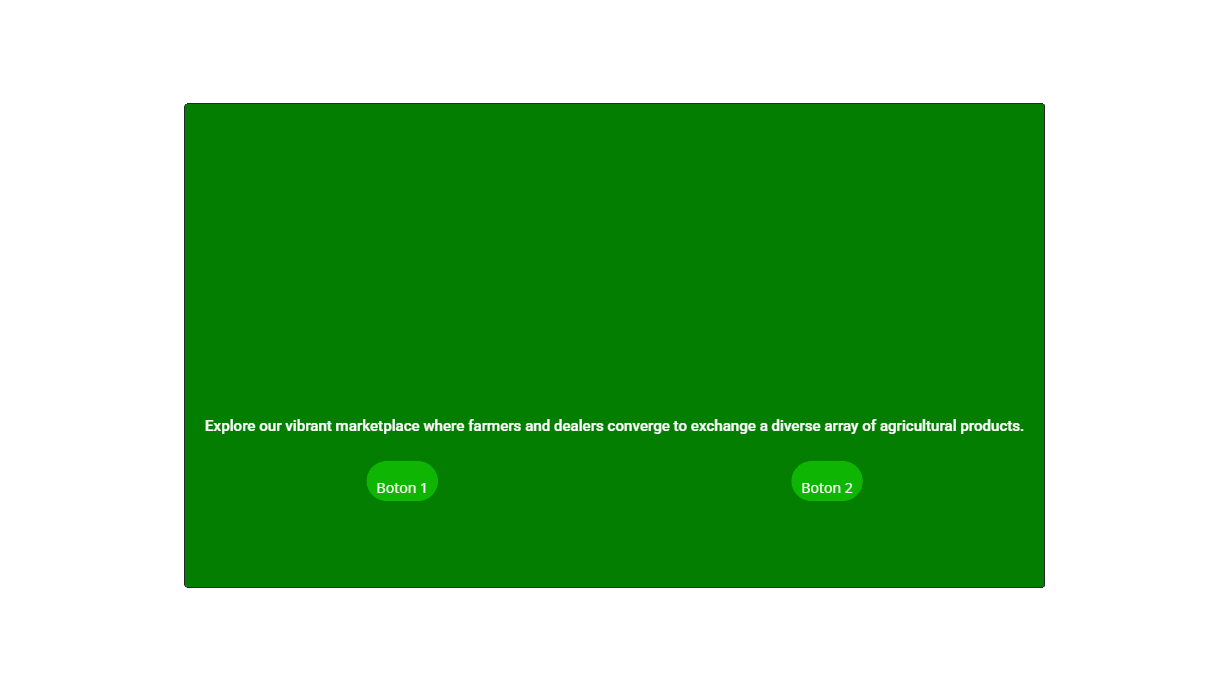 Explore our vibrant marketplace where farmers and dealers converge to exchange a diverse array of agricultural products.
Boton 1
Boton 2